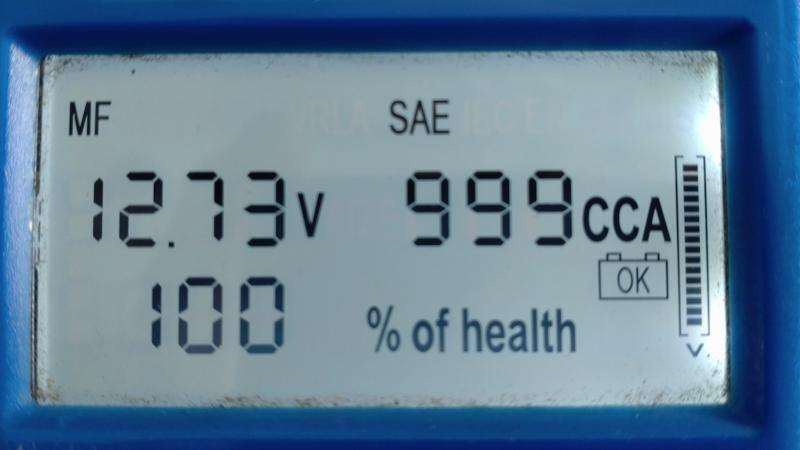 MF SAE
12.73 V 999 CCA
OK
100 % of health